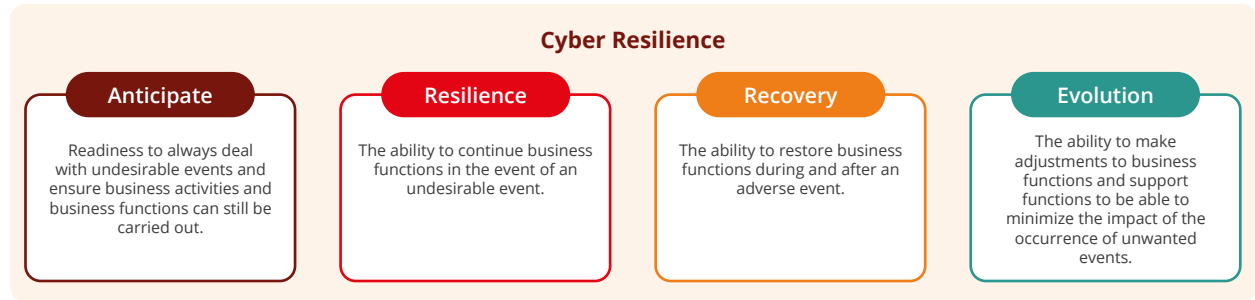 Cyber Resilience
Anticipate
Readiness to always deal
with undesirable events and
ensure business activities and
business functions can still be
carried out.
Resilience
The ability to continue business
functions in the event of an
undesirable event.
Recovery
The ability to restore business
functions during and after an
adverse event.
Evolution
The ability to make
adjustments to business
functions and support
functions to be able to
minimize the impact of the
occurrence of unwanted
events.